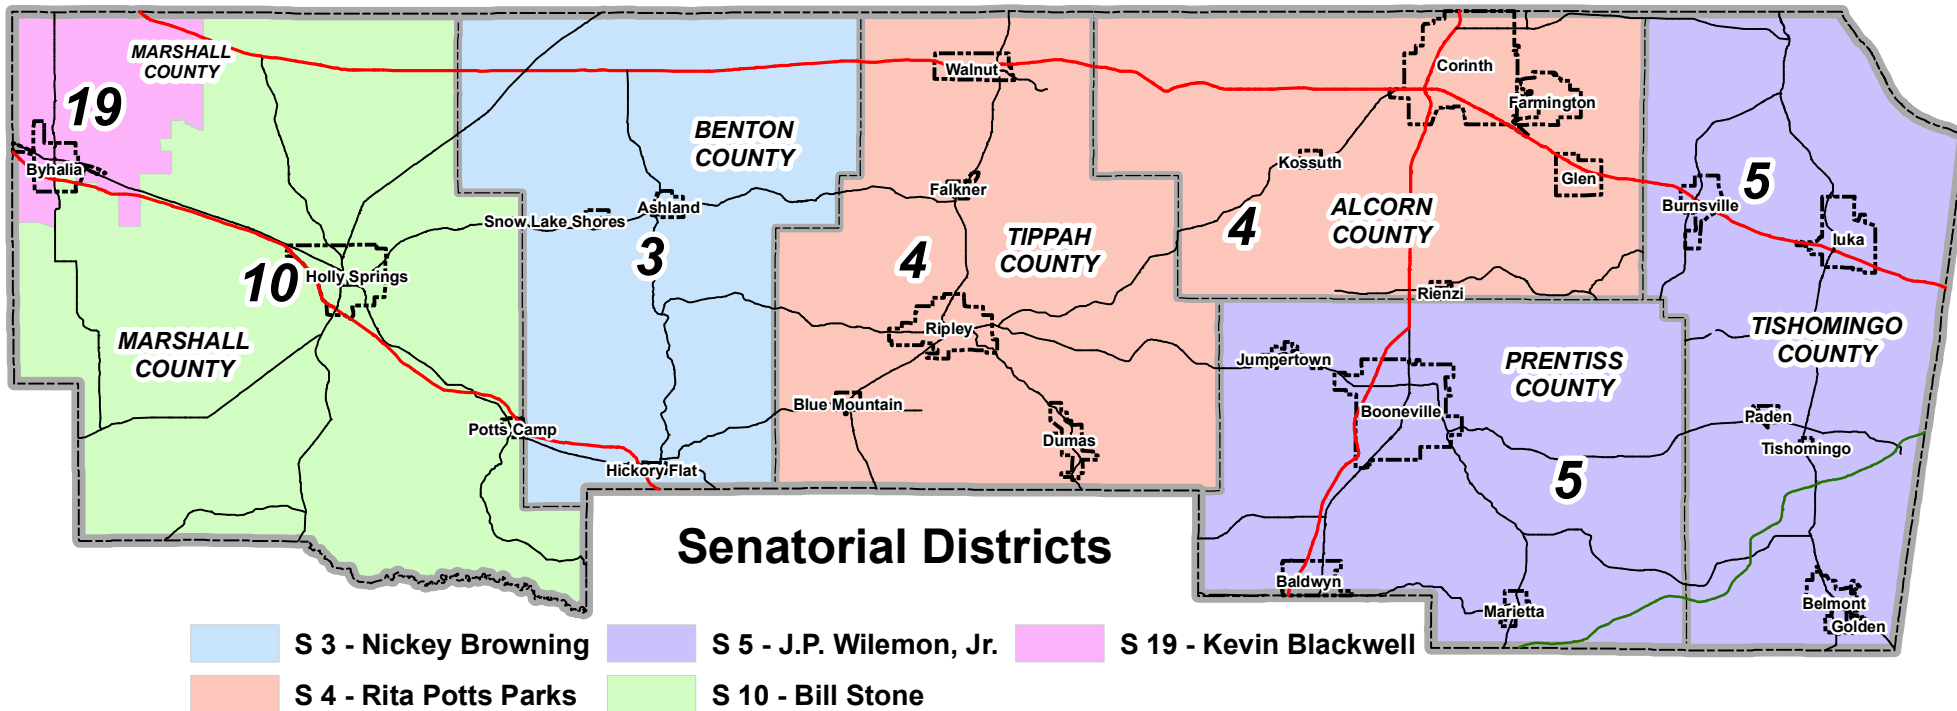 MARSHALL
COUNTY
19
Byhalia
10
Holly Springs
MARSHALL
COUNTY
Potts Camp
BENTON
COUNTY
Snow Lake Shores
Ashland
3
Hickory Flat
Walnut
Falkner
4
TIPPAH
COUNTY
Ripley
Blue Mountain
Dumas
Corinth
Farmington
Kossuth
Glen
4
ALCORN
COUNTY
Rienzi
Jumpertown
PRENTISS
COUNTY
Booneville
5
Baldwyn
Marietta
5
Burnsville
Iuka
TISHOMINGO
COUNTY
Paden
Tishomingo
Belmont
Golden
Senatorial Districts
S 3 - Nickey Browning
S 5 - J.P. Wilemon, Jr.
S 19 - Kevin Blackwell
S 4 - Rita Potts Parks
S 10 - Bill Stone